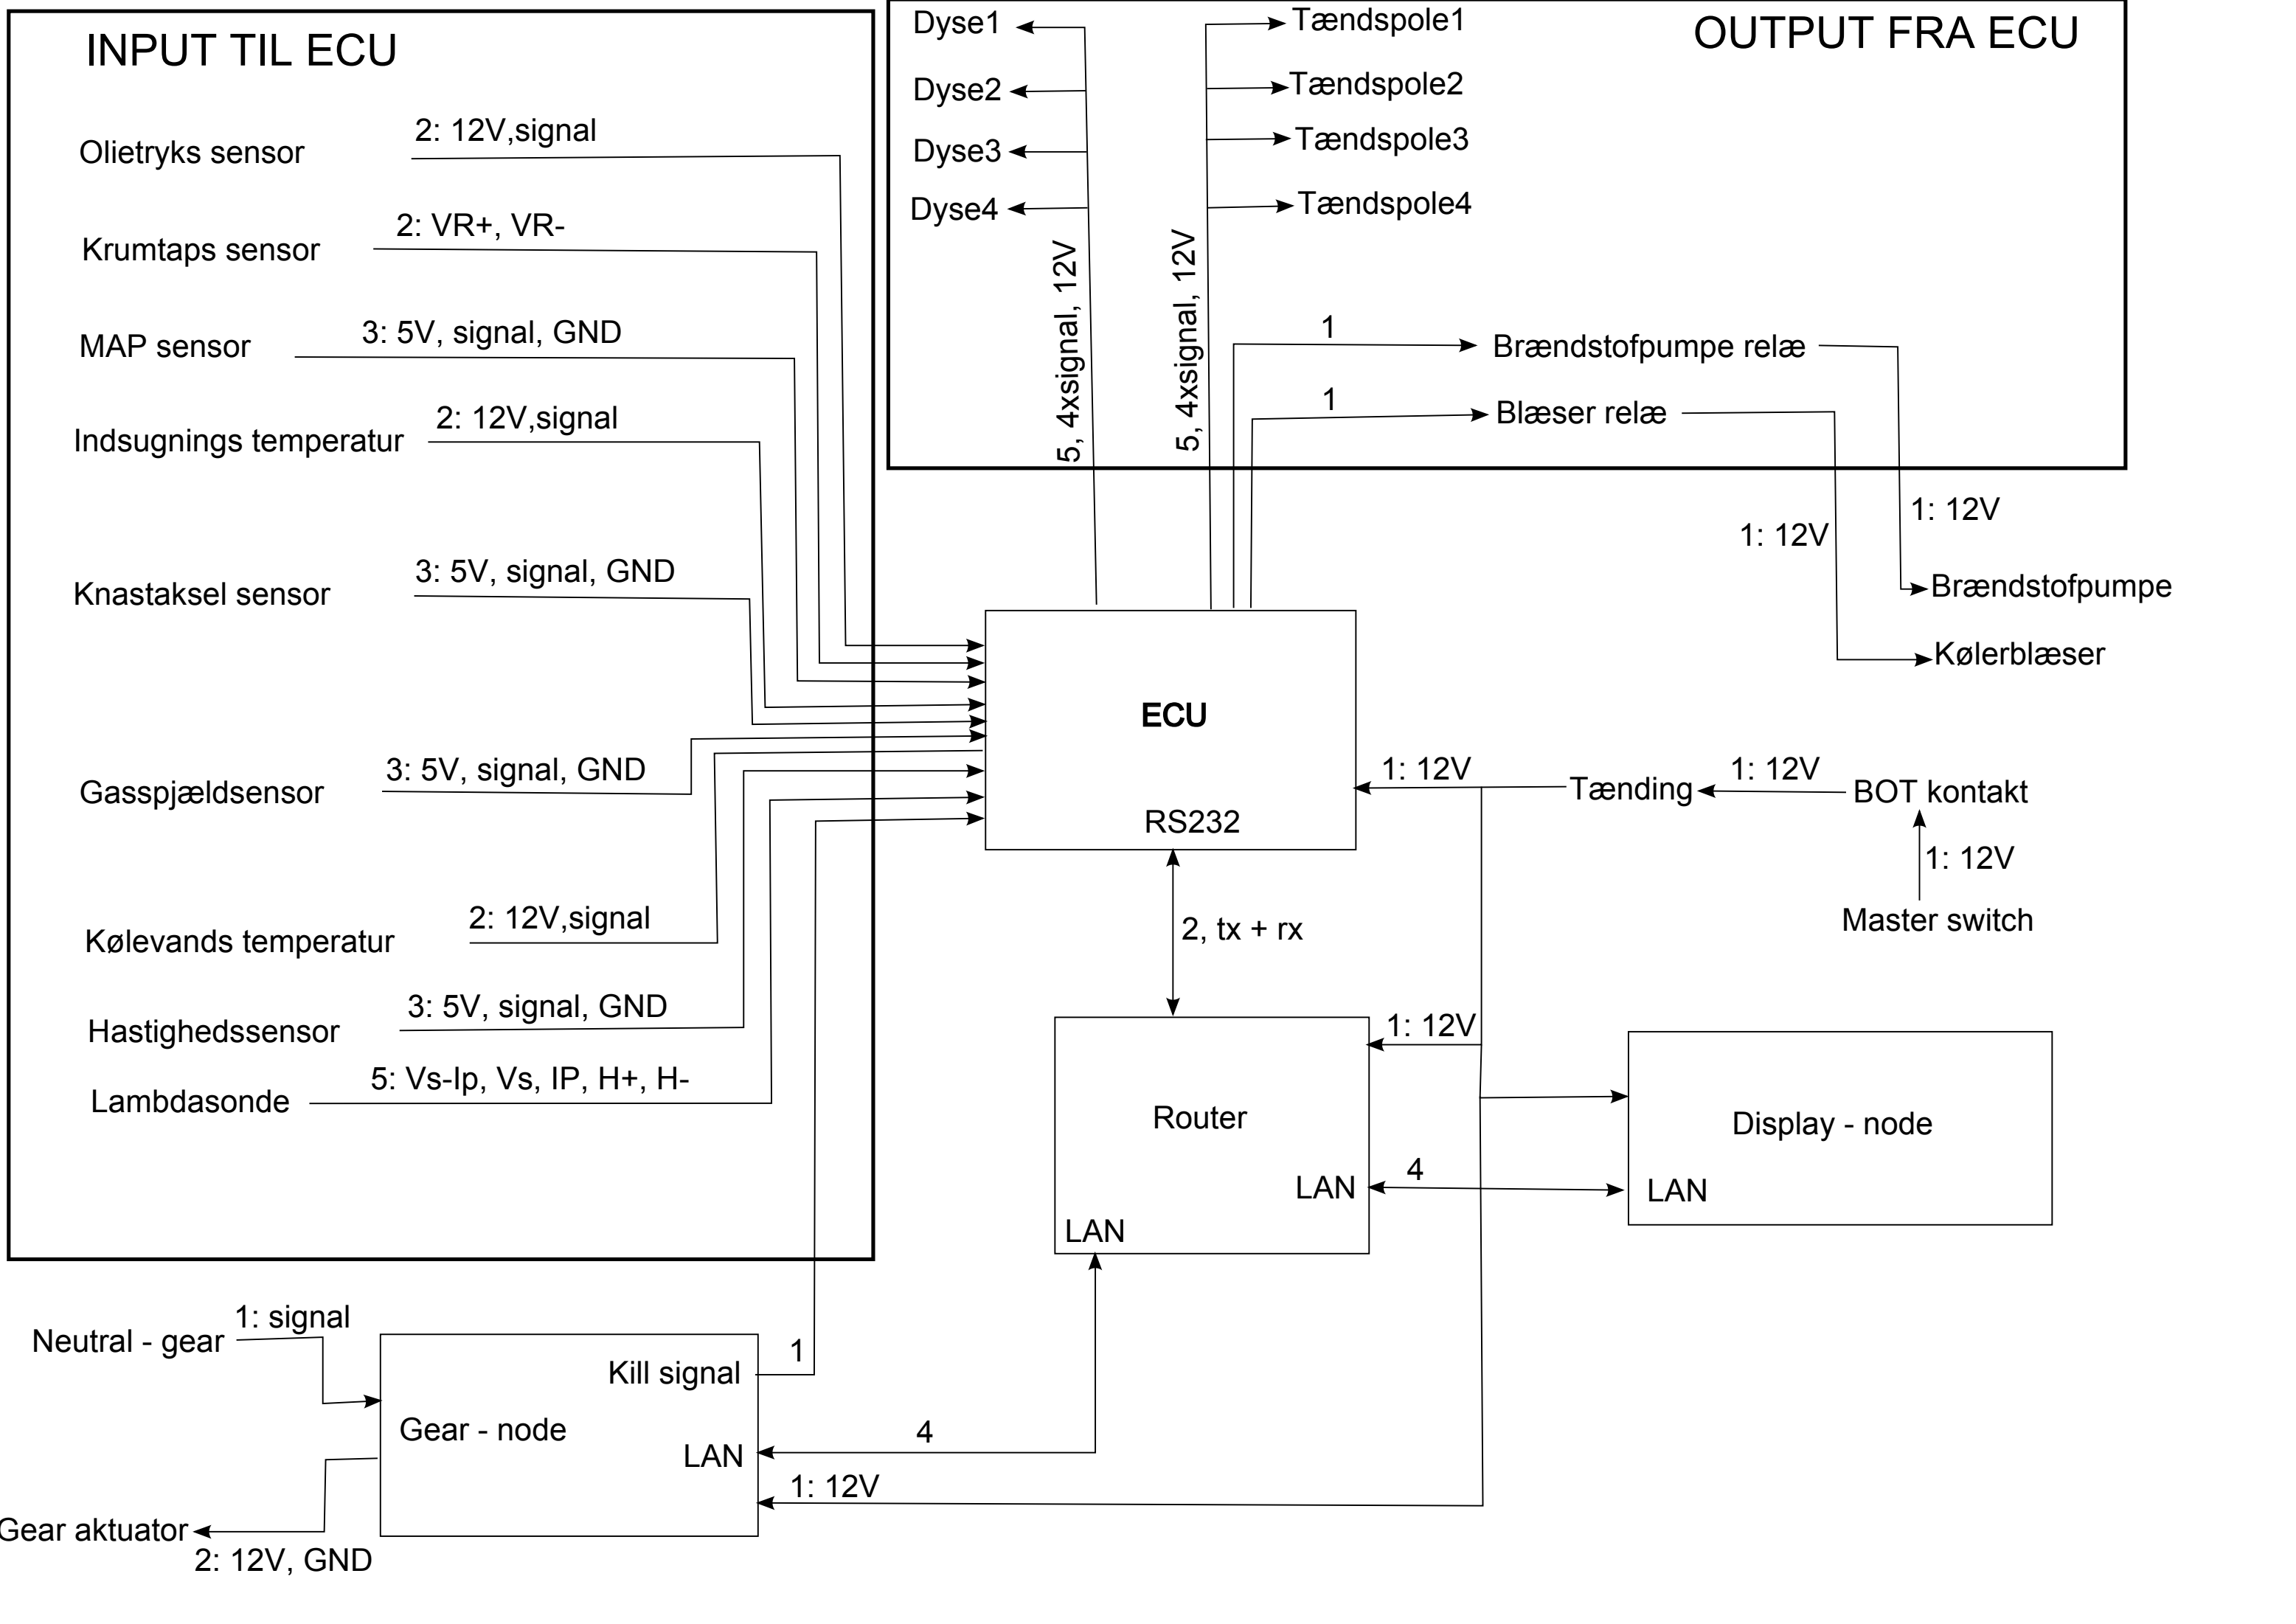 INPUT TIL ECU
Olietryks sensor
2: 12V,signal
Krumtaps sensor
2: VR+, VR-
MAP sensor
3: 5V, signal, GND
Indsugnings temperatur
2: 12V,signal
Knastaksel sensor
3: 5V, signal, GND
Gasspjældsensor
3: 5V, signal, GND
Kølevands temperatur
2: 12V,signal
Hastighedssensor
3: 5V, signal, GND
Lambdasonde
5: Vs-Ip, Vs, IP, H+, H-
OUTPUT FRA ECU
Dyse1
Dyse2
Dyse3
Dyse4
5, 4xsignal, 12V
Tændspole1
Tændspole2
Tændspole3
Tændspole4
5, 4xsignal, 12V
1
Brændstofpumpe relæ
1
Blæser relæ
1: 12V
1: 12V
Brændstofpumpe
Kølerblæser
ECU
RS232
1: 12V
Tænding
1: 12V
BOT kontakt
1: 12V
Master switch
2, tx + rx
1: 12V
Router
LAN
LAN
4
Display - node
LAN
Neutral - gear
1: signal
Kill signal
1
Gear - node
LAN
4
1: 12V
Gear aktuator
2: 12V, GND